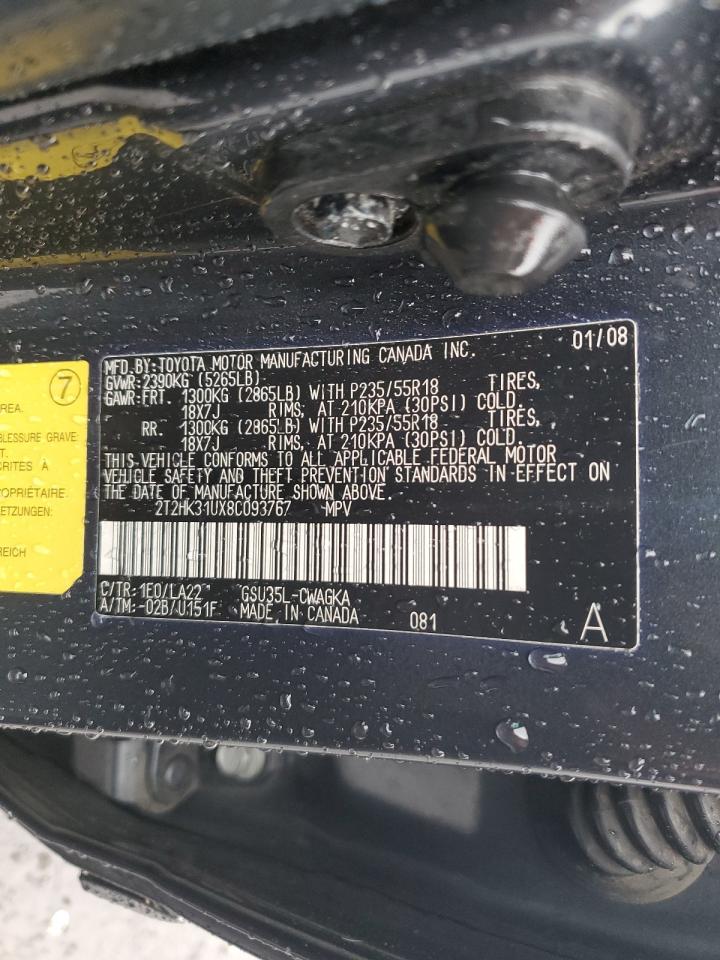 7
REA.
BLESSURE GRAVE
T.
CRITES À
PROPRIÉTAIRE.
ETZUNGEN:
REICH
MFD.BY:TOYOTA MOTOR MANUFACTURING CANADA INC. 01/08
GVWR:2390KG (5265LB)
GAWR:FRT. 1300KG (2865LB) WITH P235/55R18 TIRES,
18X7J RIMS, AT 210KPA (30PSI) COLD.
RR. 1300KG (2865LB) WITH P235/55R18 TIRES,
18X7J RIMS, AT 210KPA (30PSI) COLD.
THIS VEHICLE CONFORMS TO ALL APPLICABLE FEDERAL MOTOR
VEHICLE SAFETY AND THEFT PREVENTION STANDARDS IN EFFECT ON
THE DATE OF MANUFACTURE SHOWN ABOVE
2T2HK31UX8C093767 MPV
C/TR:1E0/LA22 GSU35L-CWAGKA
A/TM:-02B/U151F MADE IN CANADA 081 A